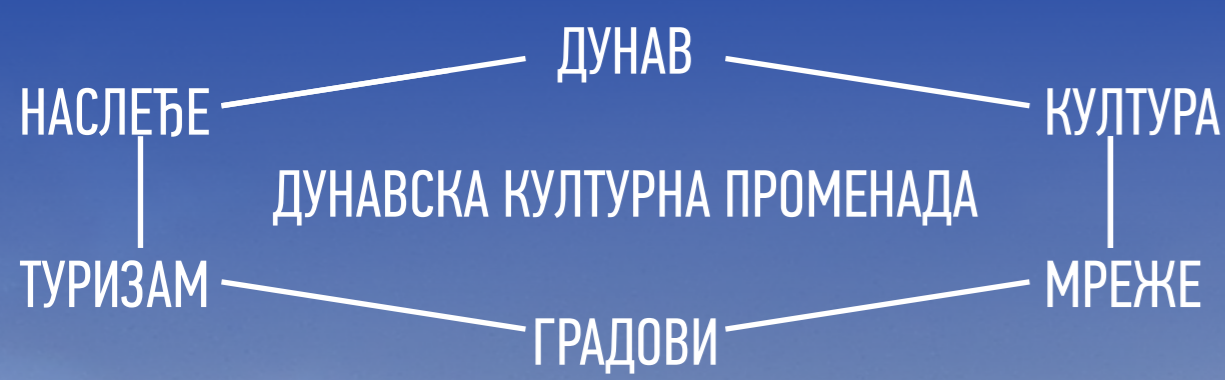 ДУНАВ
НАСЛЕЂЕ
КУЛТУРА
ДУНАВСКА КУЛТУРНА ПРОМЕНАДА
ТУРИЗАМ
МРЕЖЕ
ГРАДОВИ